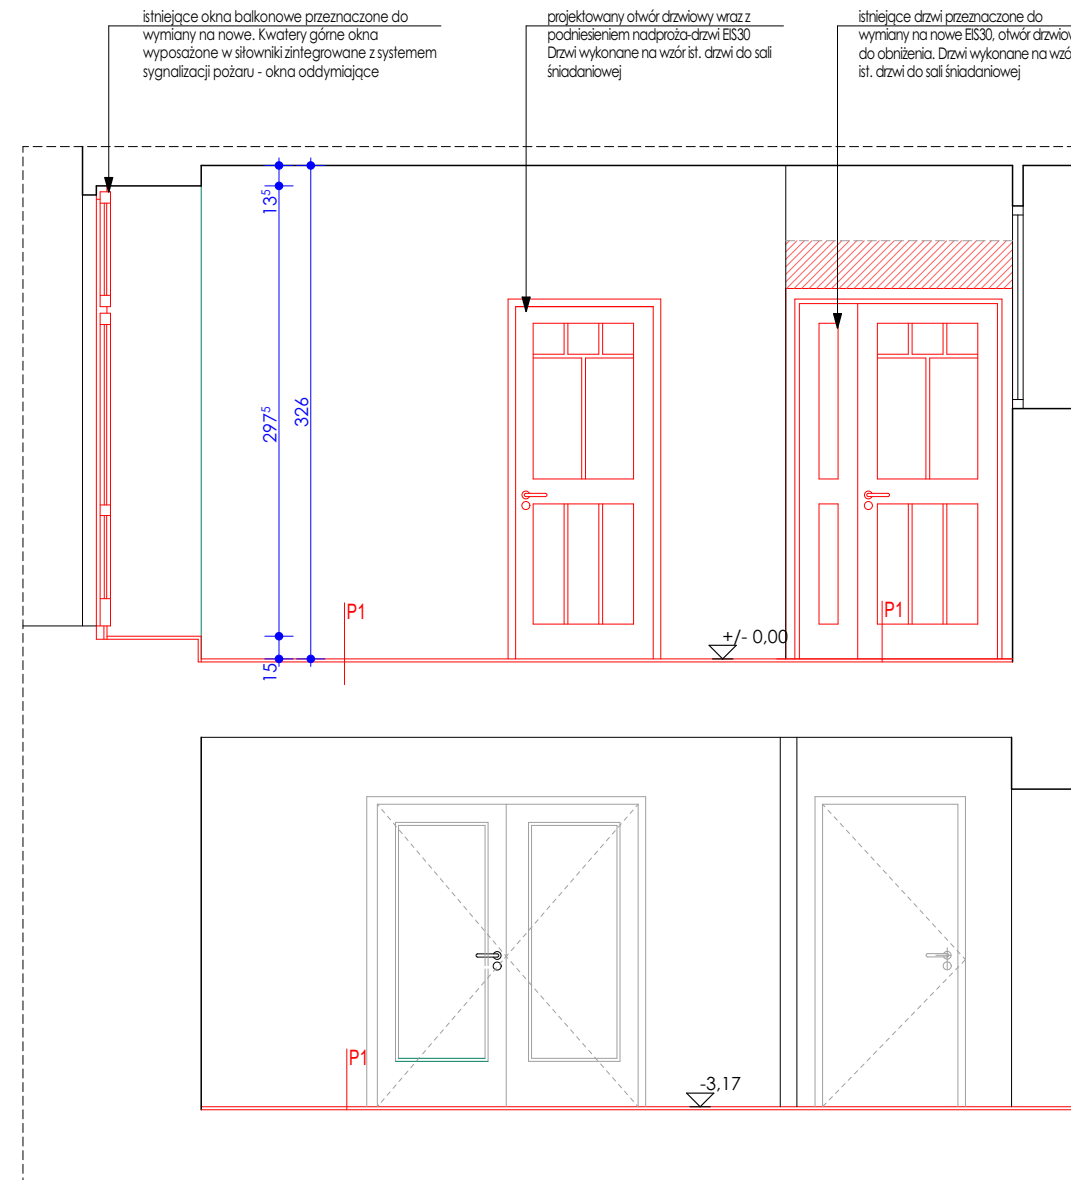 istniejące okna balkonowe przeznaczone do
wymiany na nowe. Kwatery górne okna
wyposażone w siłowniki zintegrowane z systemem
sygnalizacji pożaru - okna oddymiające
projektowany otwór drzwiowy wraz z
podniesieniem nadproża-drzwi EIS30
Drzwi wykonane na wzór ist. drzwi do sali
śniadaniowej
istniejące drzwi przeznaczone do
wymiany na nowe EIS30, otwór drzwiow
do obniżenia. Drzwi wykonane na wzó
ist. drzwi do sali śniadaniowej
13⁵
297⁵
326
15
P1
P1
+/- 0,00
P1
-3,17